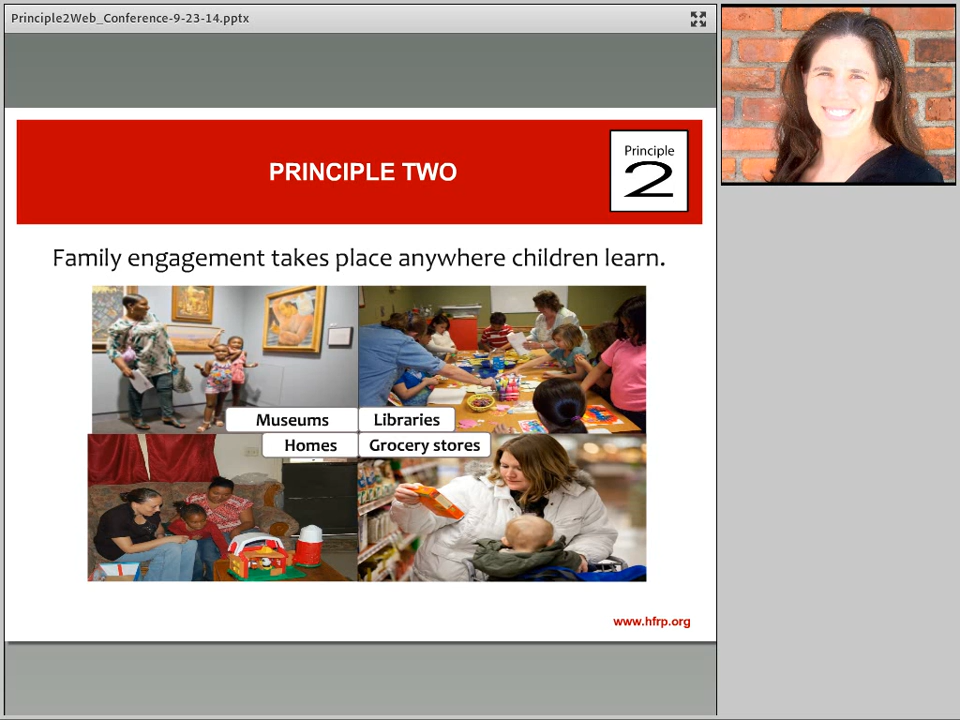 Principle2Web_Conference-9-23-14.pptx
PRINCIPLE TWO
Principle
2
Family engagement takes place anywhere children learn.
Museums
Libraries
Homes
Grocery stores
www.hfrp.org